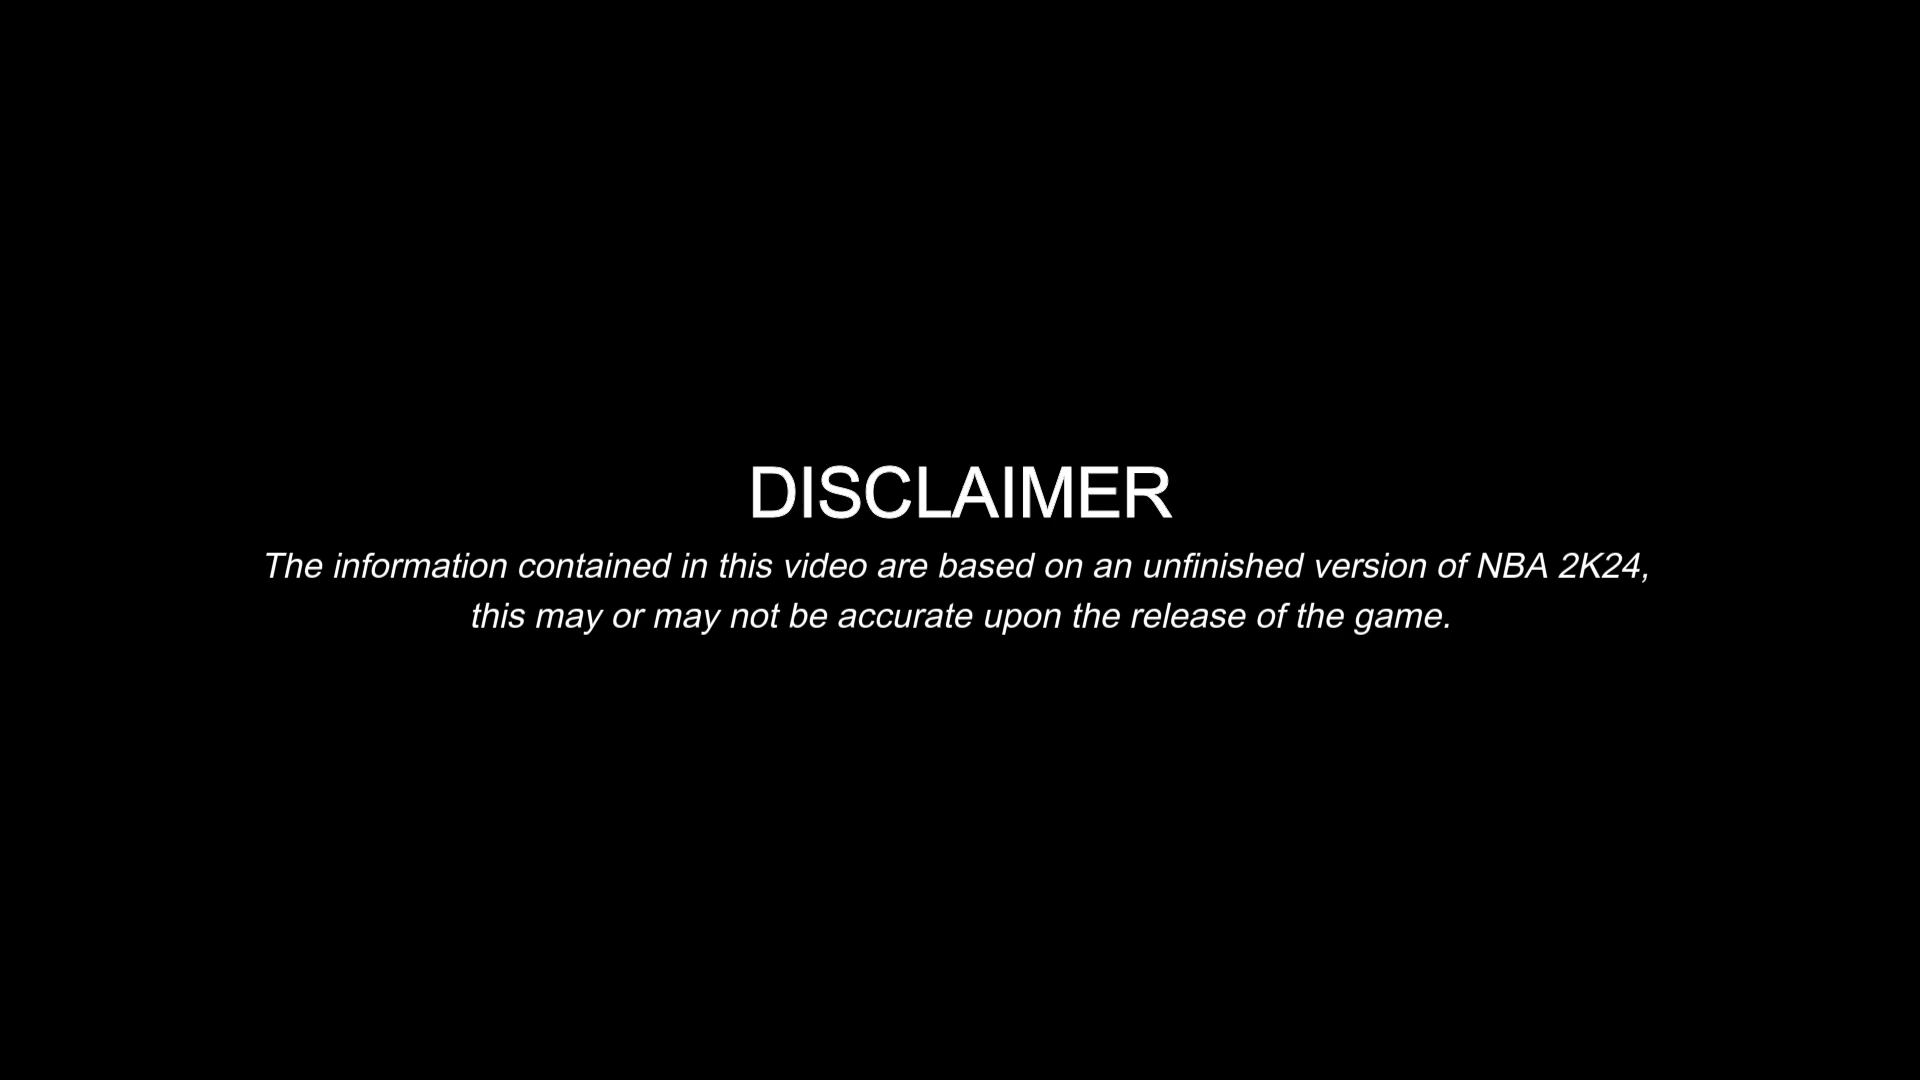 DISCLAIMER
The information contained in this video are based on an unfinished version of NBA 2K24,
this may or may not be accurate upon the release of the game.